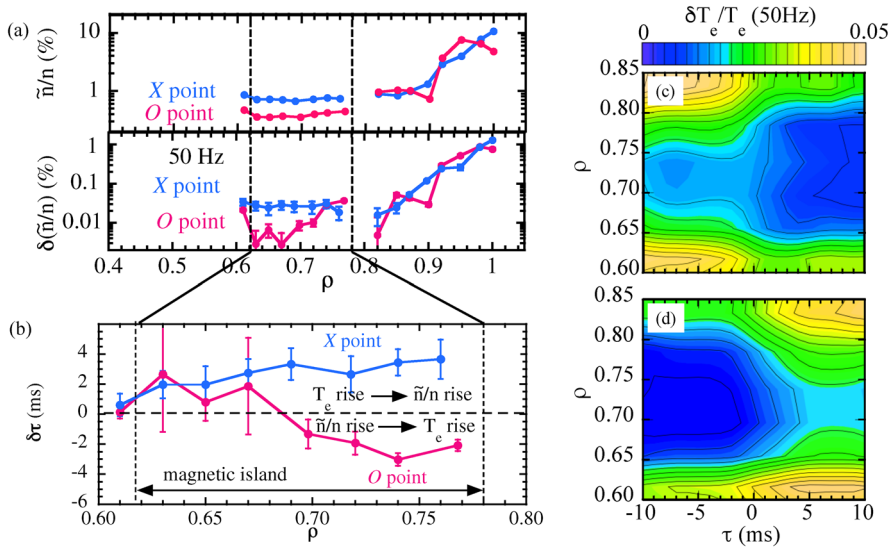 (a)
ñ/n (%)
10
1
X point
O point
δ(ñ/n) (%)
1
0.1
0.01
50 Hz
X point
O point
0.4 0.5 0.6 0.7 0.8 0.9 1
ρ
(b)
δτ (ms)
4
2
0
-2
-4
-6
X point
T_e rise → ñ/n rise
ñ/n rise → T_e rise
magnetic island
O point
0.60 0.65 0.70 0.75 0.80
ρ
δT_e/T_e (50Hz)
0 0.05
(c)
ρ
0.85
0.80
0.75
0.70
0.65
0.60
(d)
ρ
0.85
0.80
0.75
0.70
0.65
0.60
-10 -5 0 5 10
τ (ms)